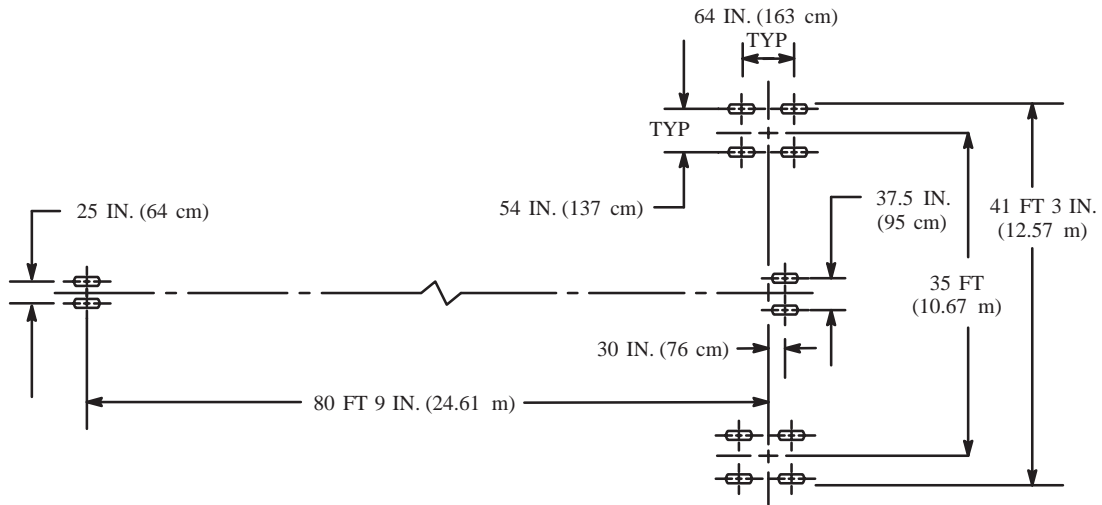 64 IN. (163 cm)
TYP
TYP
54 IN. (137 cm)
25 IN. (64 cm)
37.5 IN.
(95 cm)
41 FT 3 IN.
(12.57 m)
35 FT
(10.67 m)
30 IN. (76 cm)
80 FT 9 IN. (24.61 m)